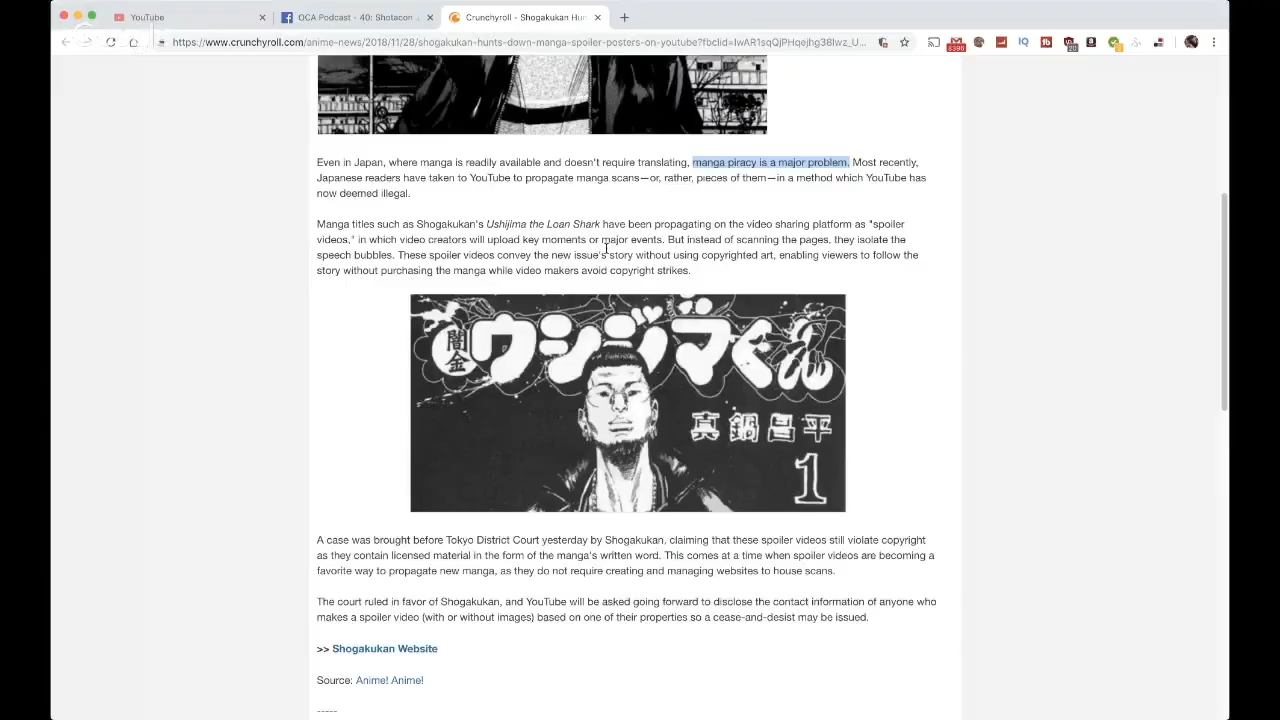 YouTube
OCA Podcast - 40: Shotacon
Crunchyroll - Shogakukan Hun
https://www.crunchyroll.com/anime-news/2018/11/28/shogakukan-hunts-down-manga-spoiler-posters-on-youtube?fbclid=IwAR1sqQjPHqejhg38lwz_U...
Even in Japan, where manga is readily available and doesn't require translating, manga piracy is a major problem. Most recently,
Japanese readers have taken to YouTube to propagate manga scans—or, rather, pieces of them—in a method which YouTube has
now deemed illegal.
Manga titles such as Shogakukan's Ushijima the Loan Shark have been propagating on the video sharing platform as "spoiler
videos," in which video creators will upload key moments or major events. But instead of scanning the pages, they isolate the
speech bubbles. These spoiler videos convey the new issue's story without using copyrighted art, enabling viewers to follow the
story without purchasing the manga while video makers avoid copyright strikes.
闇金ウシジマくん
真鍋昌平
1
A case was brought before Tokyo District Court yesterday by Shogakukan, claiming that these spoiler videos still violate copyright
as they contain licensed material in the form of the manga's written word. This comes at a time when spoiler videos are becoming a
favorite way to propagate new manga, as they do not require creating and managing websites to house scans.
The court ruled in favor of Shogakukan, and YouTube will be asked going forward to disclose the contact information of anyone who
makes a spoiler video (with or without images) based on one of their properties so a cease-and-desist may be issued.
>> Shogakukan Website
Source: Anime! Anime!
-----